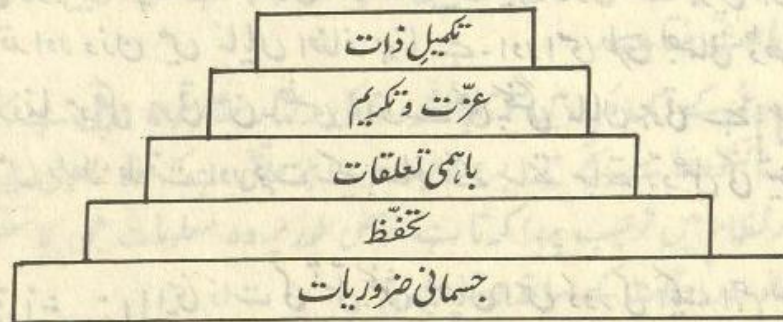 تکمیلِ ذات
عزّت و تکریم
باہمی تعلقات
تحفّظ
جسمانی ضروریات